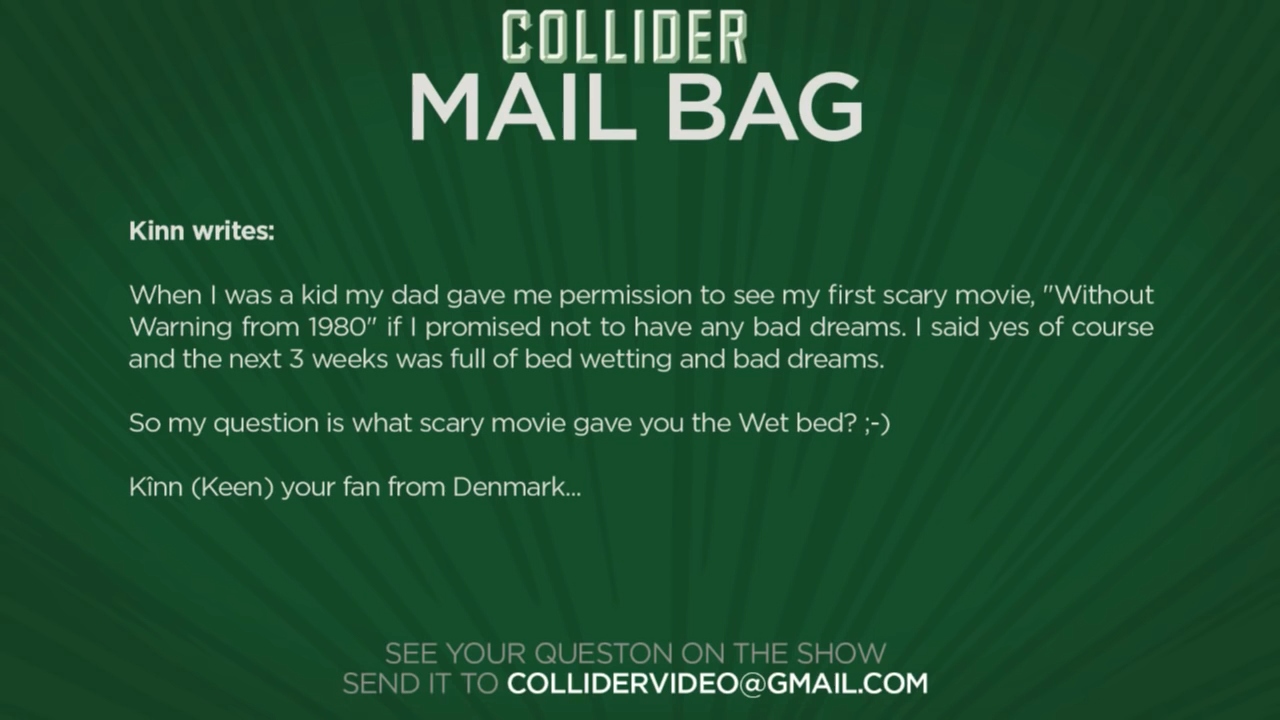 COLLIDER
MAIL BAG
Kinn writes:
When I was a kid my dad gave me permission to see my first scary movie, "Without
Warning from 1980" if I promised not to have any bad dreams. I said yes of course
and the next 3 weeks was full of bed wetting and bad dreams.
So my question is what scary movie gave you the Wet bed? ;-)
Kînn (Keen) your fan from Denmark...
SEE YOUR QUESTON ON THE SHOW
SEND IT TO COLLIDERVIDEO@GMAIL.COM